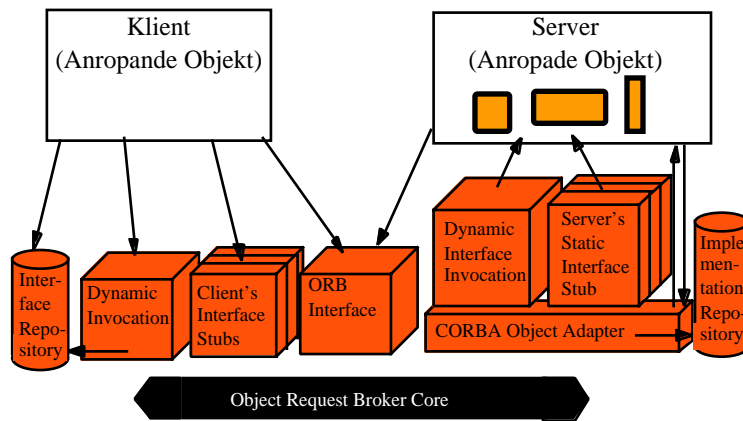 Klient
(Anropande Objekt)
Server
(Anropade Objekt)
Inter-
face
Repo-
sitory
Dynamic
Invocation
Client's
Interface
Stubs
ORB
Interface
Dynamic
Interface
Invocation
Server's
Static
Interface
Stub
Imple
men-
tation
Repo-
sitory
CORBA Object Adapter
Object Request Broker Core